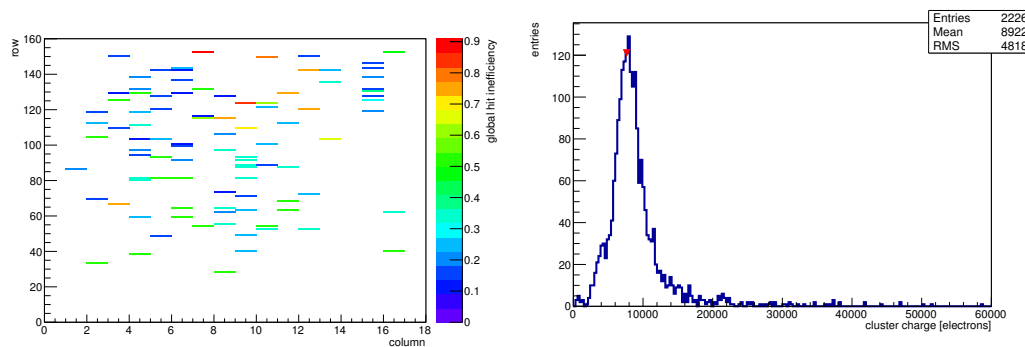 row
160
140
120
100
80
60
40
20
0
0 2 4 6 8 10 12 14 16 18
column
0.9
0.8
0.7
0.6
0.5
0.4
0.3
0.2
0.1
0
global hit inefficiency
Entries 2226
Mean 8922
RMS 4818
entries
120
100
80
60
40
20
0
0 10000 20000 30000 40000 50000 60000
cluster charge [electrons]